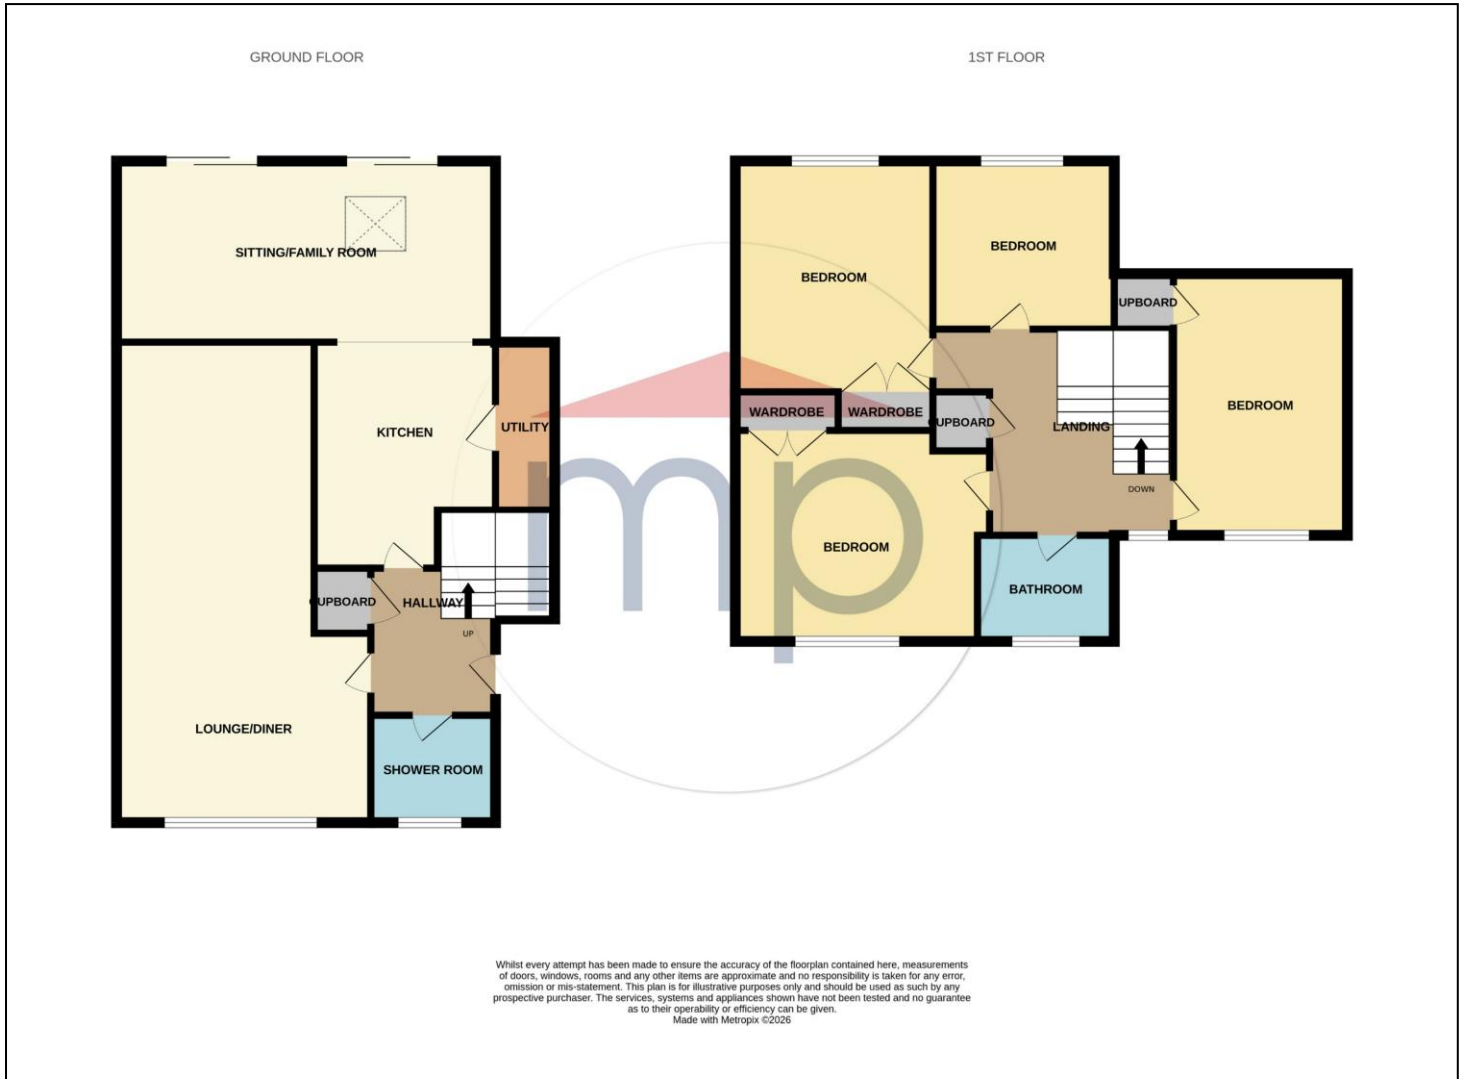 GROUND FLOOR
1ST FLOOR
SITTING/FAMILY ROOM
KITCHEN
UTILITY
CUPBOARD
HALLWAY
UP
LOUNGE/DINER
SHOWER ROOM
BEDROOM
BEDROOM
UPBOARD
BEDROOM
WARDROBE
WARDROBE
CUPBOARD
LANDING
DOWN
BEDROOM
BATHROOM
mp
Whilst every attempt has been made to ensure the accuracy of the floorplan contained here, measurements
of doors, windows, rooms and any other items are approximate and no responsibility is taken for any error,
omission or mis-statement. This plan is for illustrative purposes only and should be used as such by any
prospective purchaser. The services, systems and appliances shown have not been tested and no guarantee
as to their operability or efficiency can be given.
Made with Metropix ©2026